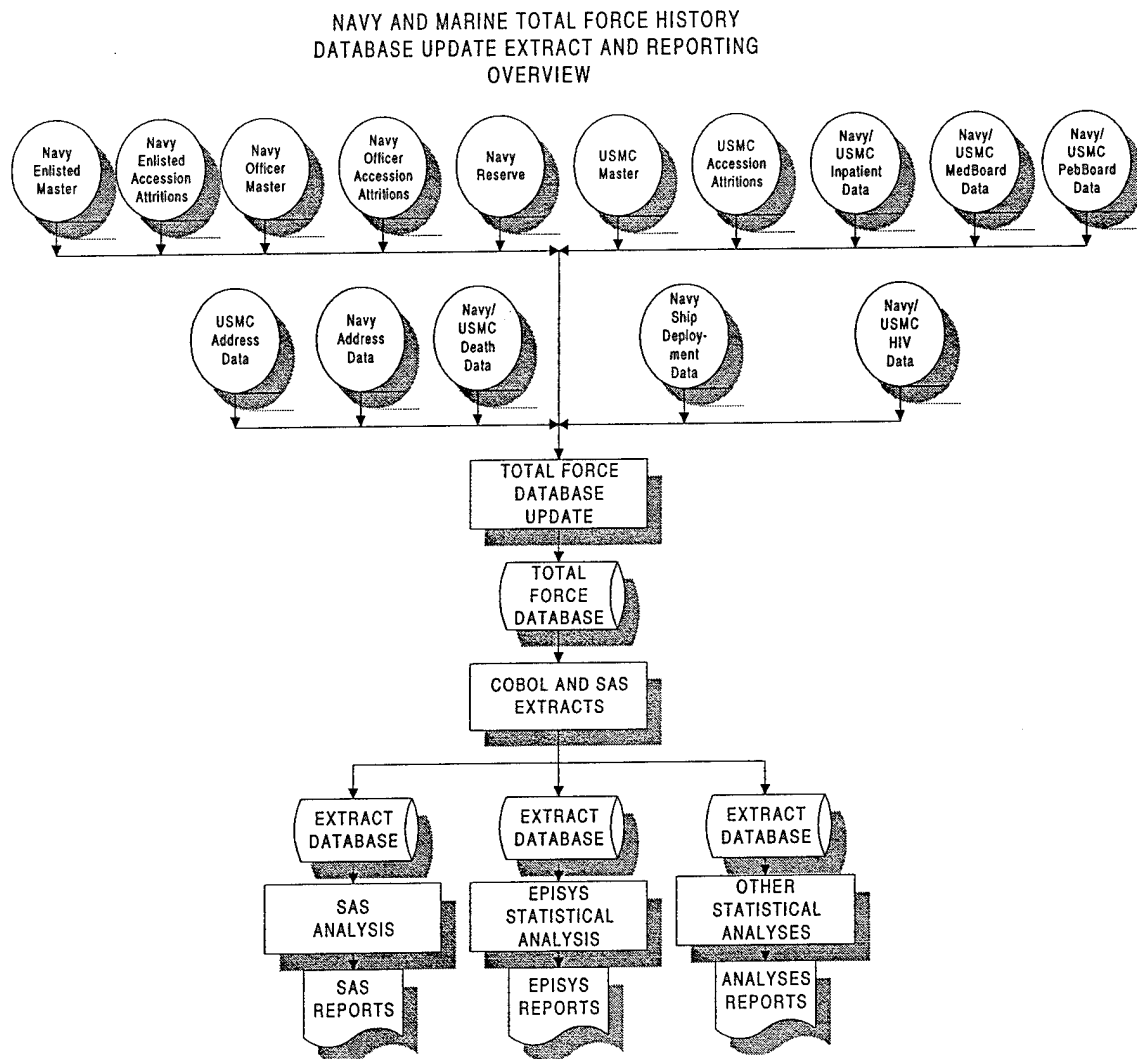 NAVY AND MARINE TOTAL FORCE HISTORY
DATABASE UPDATE EXTRACT AND REPORTING
OVERVIEW
Navy
Enlisted
Master
Navy
Enlisted
Accession
Attritions
Navy
Officer
Master
Navy
Officer
Accession
Attritions
Navy
Reserve
USMC
Master
USMC
Accession
Attritions
Navy/
USMC
Inpatient
Data
Navy/
USMC
MedBoard
Data
Navy/
USMC
PebBoard
Data
USMC
Address
Data
Navy
Address
Data
Navy/
USMC
Death
Data
Navy
Ship
Deploy-
ment
Data
Navy/
USMC
HIV
Data
TOTAL FORCE
DATABASE
UPDATE
TOTAL
FORCE
DATABASE
COBOL AND SAS
EXTRACTS
EXTRACT
DATABASE
EXTRACT
DATABASE
EXTRACT
DATABASE
SAS
ANALYSIS
EPISYS
STATISTICAL
ANALYSIS
OTHER
STATISTICAL
ANALYSES
SAS
REPORTS
EPISYS
REPORTS
ANALYSES
REPORTS